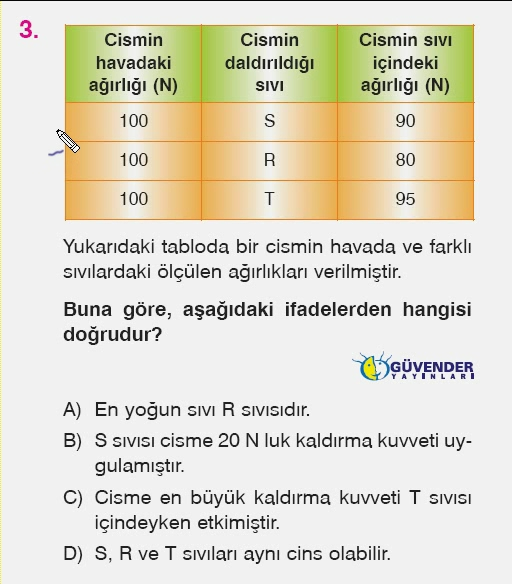 3.
Cismin havadaki ağırlığı (N) Cismin daldırıldığı sıvı Cismin sıvı içindeki ağırlığı (N)
100 S 90
100 R 80
100 T 95
Yukarıdaki tabloda bir cismin havada ve farklı
sıvılardaki ölçülen ağırlıkları verilmiştir.
Buna göre, aşağıdaki ifadelerden hangisi
doğrudur?
GÜVENDER
YAYINLARI
A) En yoğun sıvı R sıvısıdır.
B) S sıvısı cisme 20 N luk kaldırma kuvveti uy-
gulamıştır.
C) Cisme en büyük kaldırma kuvveti T sıvısı
içindeyken etkimiştir.
D) S, R ve T sıvıları aynı cins olabilir.